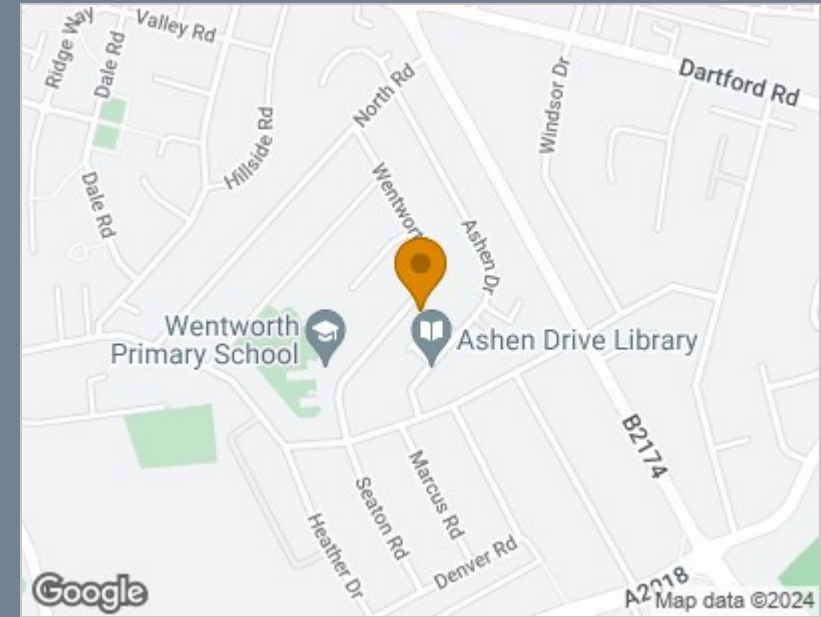 Ridge Way
Dale Rd
Valley Rd
North Rd
Dartford Rd
Windsor Dr
Hillside Rd
Dale Rd
Wentworth
Ashen Dr
Wentworth
Primary School
Ashen Drive Library
B2174
Marcus Rd
Seaton Rd
Heather Dr
Denver Rd
A2018
Google
Map data ©2024